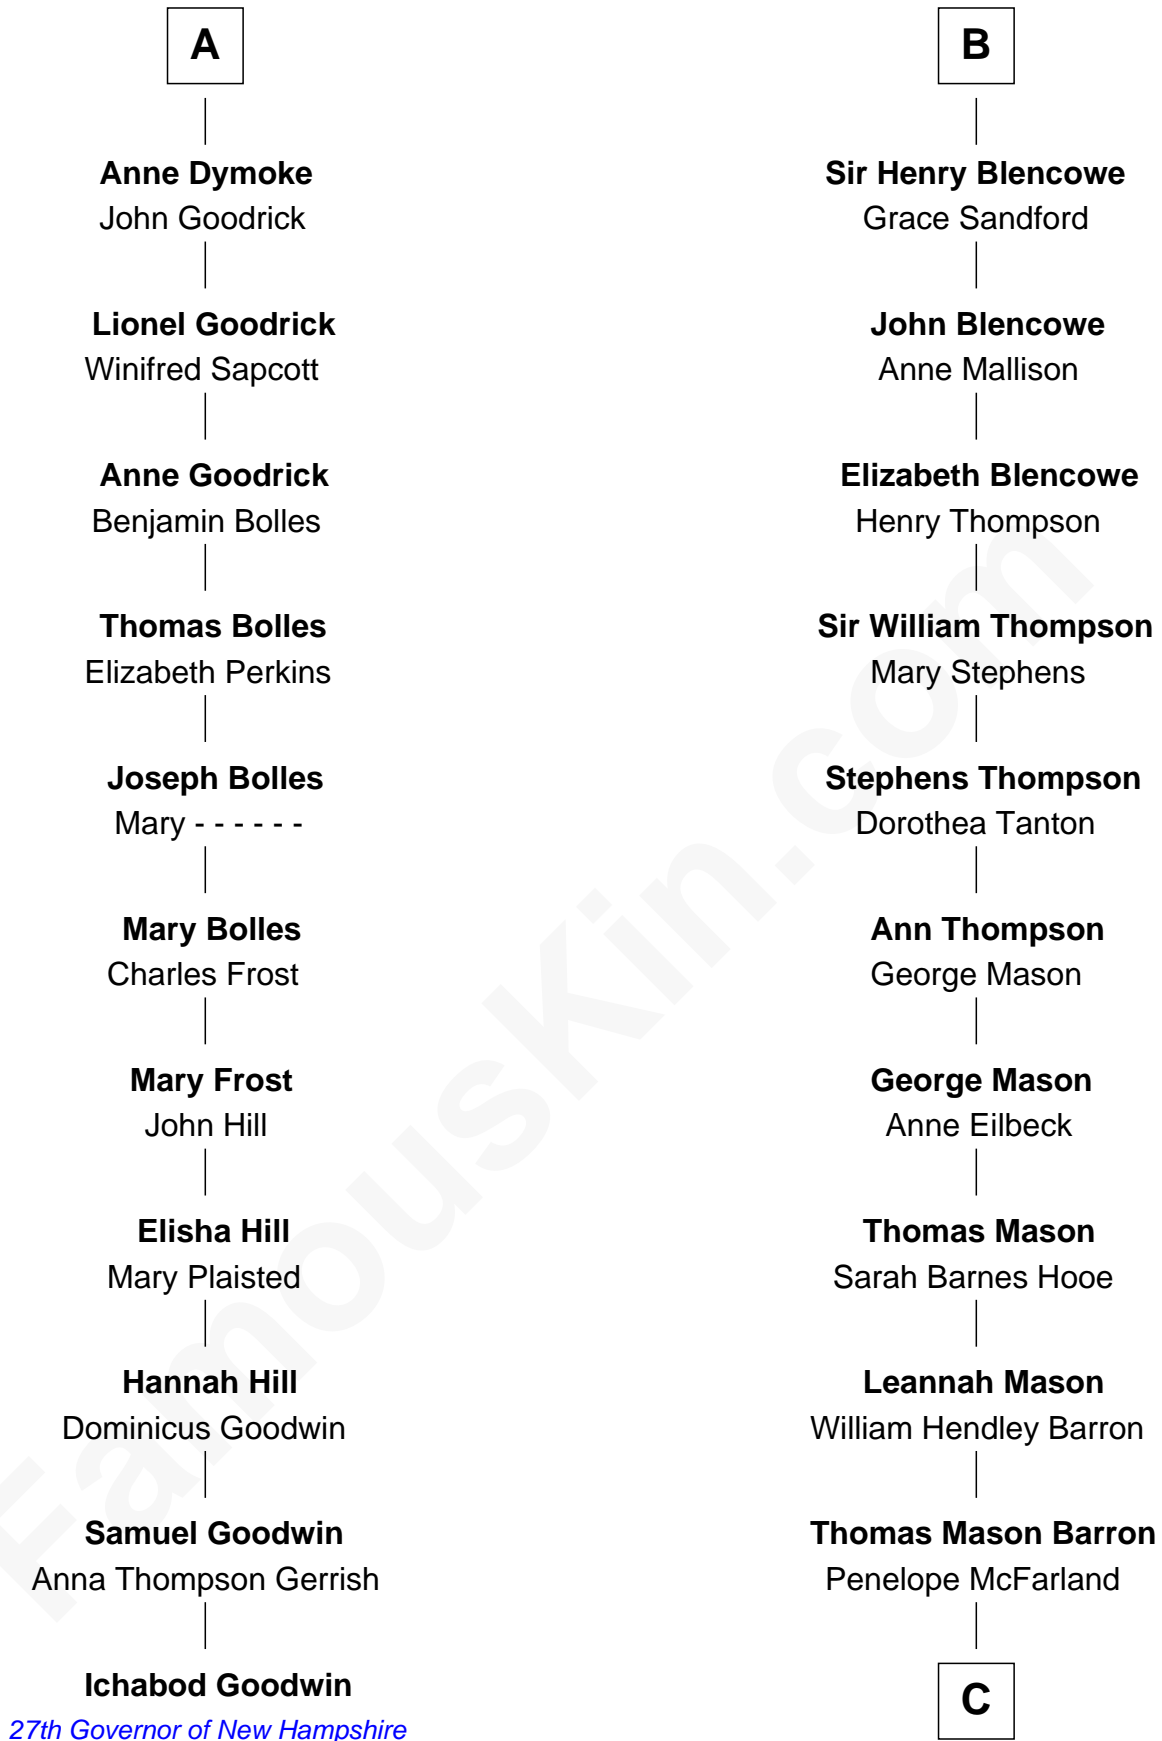 A
Anne Dymoke
John Goodrick
Lionel Goodrick
Winifred Sapcott
Anne Goodrick
Benjamin Bolles
Thomas Bolles
Elizabeth Perkins
Joseph Bolles
Mary - - - - - -
Mary Bolles
Charles Frost
Mary Frost
John Hill
Elisha Hill
Mary Plaisted
Hannah Hill
Dominicus Goodwin
Samuel Goodwin
Anna Thompson Gerrish
Ichabod Goodwin
27th Governor of New Hampshire
B
Sir Henry Blencowe
Grace Sandford
John Blencowe
Anne Mallison
Elizabeth Blencowe
Henry Thompson
Sir William Thompson
Mary Stephens
Stephens Thompson
Dorothea Tanton
Ann Thompson
George Mason
George Mason
Anne Eilbeck
Thomas Mason
Sarah Barnes Hooe
Leannah Mason
William Hendley Barron
Thomas Mason Barron
Penelope McFarland
C
FamousKin.com